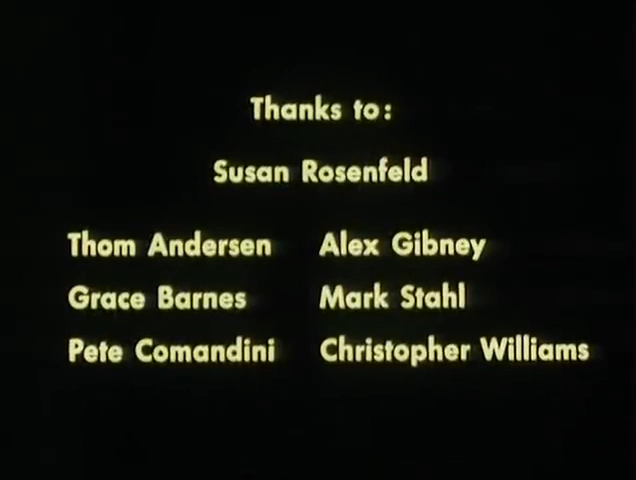 Thanks to:
Susan Rosenfeld
Thom Andersen Alex Gibney
Grace Barnes Mark Stahl
Pete Comandini Christopher Williams